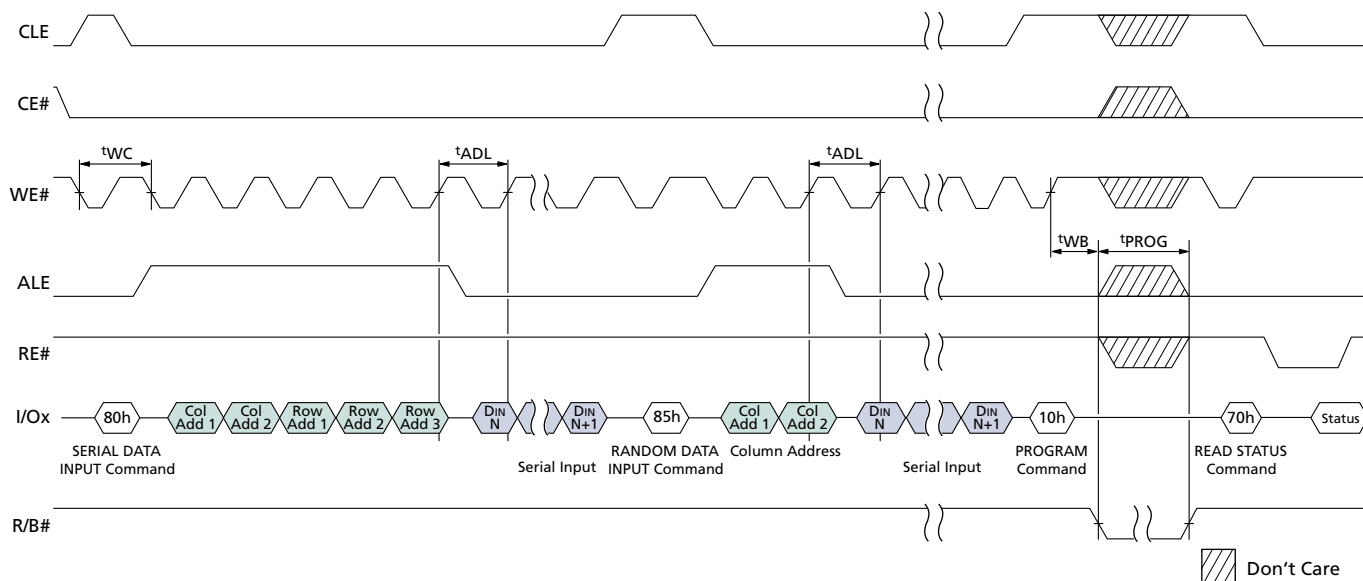 CLE
CE#
tWC
tADL
tADL
WE#
tWB
tPROG
ALE
RE#
I/Ox
80h
Col
Add 1
Col
Add 2
Row
Add 1
Row
Add 2
Row
Add 3
DIN
N
DIN
N+1
85h
Col
Add 1
Col
Add 2
DIN
N
DIN
N+1
10h
70h
Status
SERIAL DATA
INPUT Command
Serial Input
RANDOM DATA
INPUT Command
Column Address
Serial Input
PROGRAM
Command
READ STATUS
Command
R/B#
Don't Care